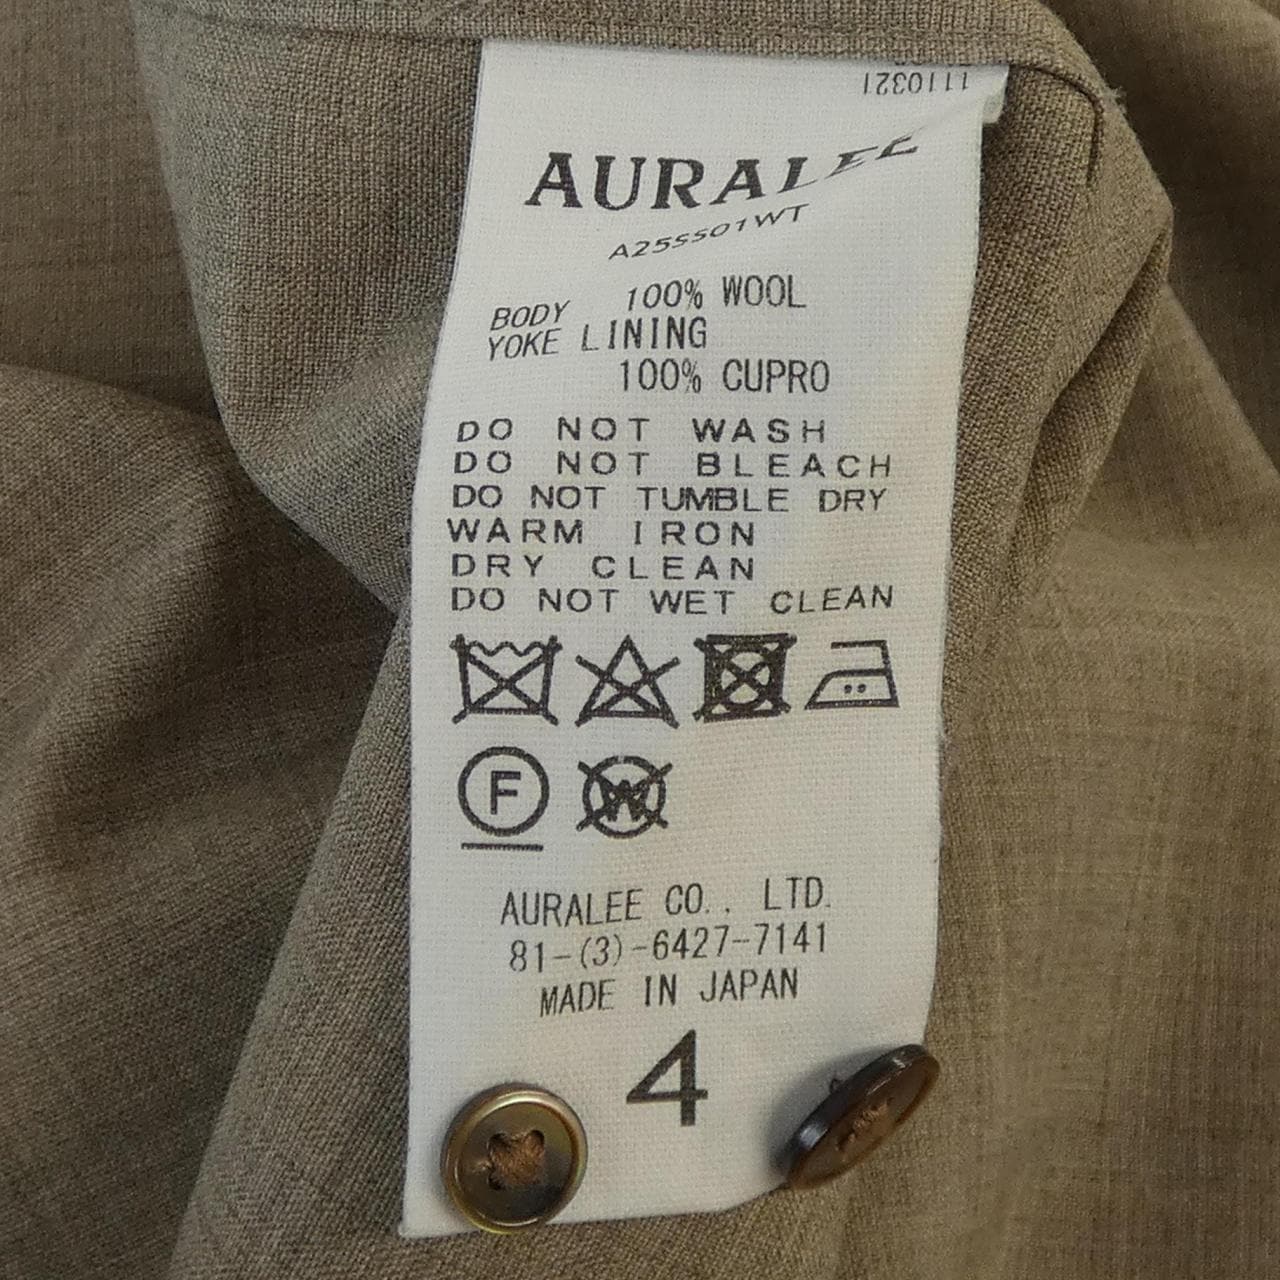 1110321
AURALEE
A25SS01WT
BODY 100% WOOL
YOKE LINING
100% CUPRO
DO NOT WASH
DO NOT BLEACH
DO NOT TUMBLE DRY
WARM IRON
DRY CLEAN
DO NOT WET CLEAN
F W
AURALEE CO., LTD.
81-(3)-6427-7141
MADE IN JAPAN
4